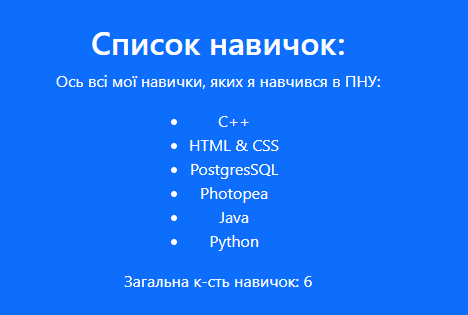 Список навичок:
Ось всі мої навички, яких я навчився в ПНУ:
C++
HTML & CSS
PostgresSQL
Photopea
Java
Python
Загальна к-сть навичок: 6